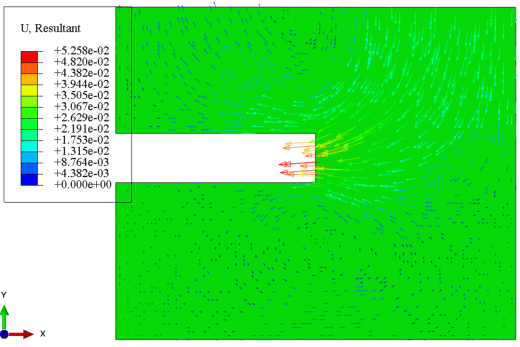 U, Resultant
+5.258e-02
+4.820e-02
+4.382e-02
+3.944e-02
+3.505e-02
+3.067e-02
+2.629e-02
+2.191e-02
+1.753e-02
+1.315e-02
+8.764e-03
+4.382e-03
+0.000e+00
Y
X